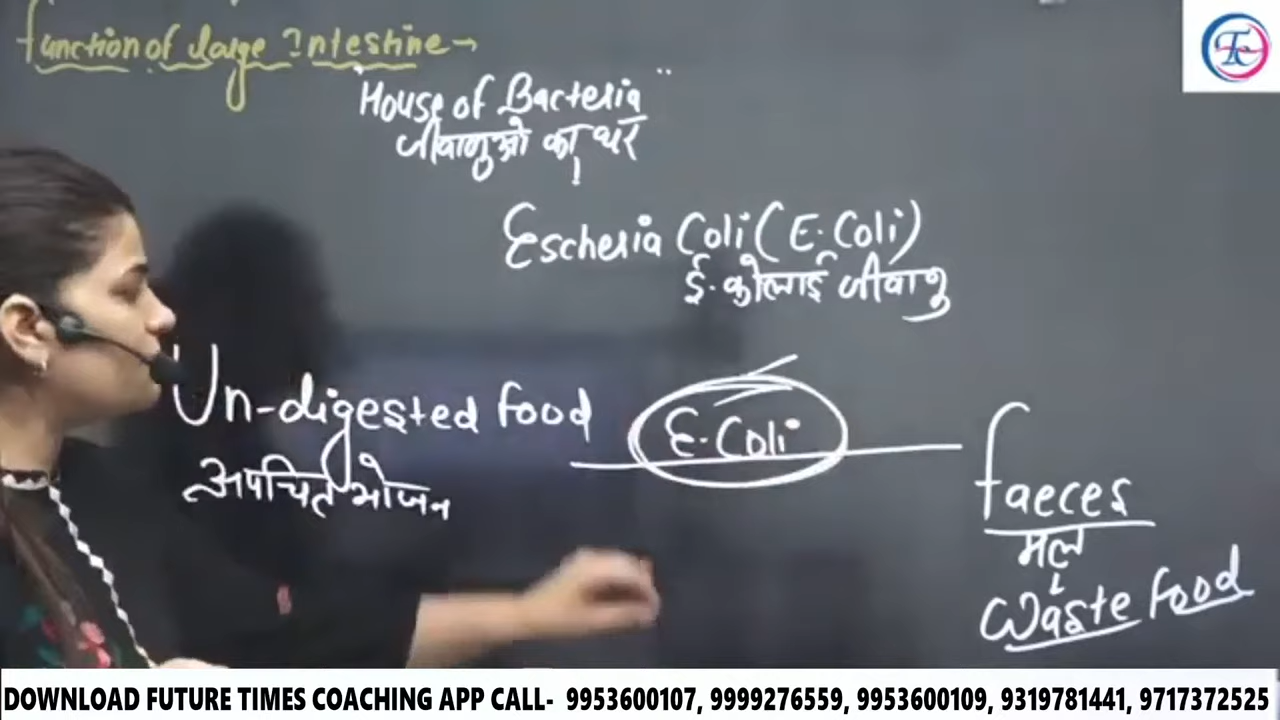 function of large Intestine→
"House of Bacteria"
जीवाणुओ का घर
Escheria Coli (E. Coli)
ई. कोलाई जीवाणु
Un-digested food
E. Coli
अपचित भोजन
faeces
मल
Waste food
DOWNLOAD FUTURE TIMES COACHING APP CALL- 9953600107, 9999276559, 9953600109, 9319781441, 9717372525